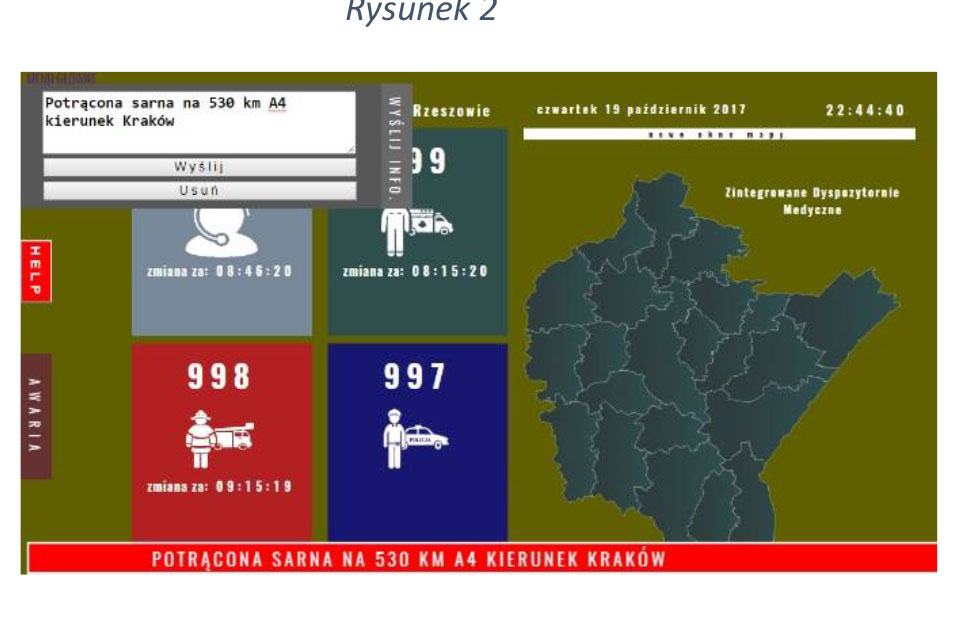 Rysunek 2
MENU GŁÓWNE
Potrącona sarna na 530 km A4
kierunek Kraków
Wyślij
Usuń
WYŚLIJ INFO.
Rzeszowie
czwartek 19 październik 2017
22:44:40
nowe okno mapy
99
Zintegrowane Dyspozytornie
Medyczne
zmiana za: 08:46:20
zmiana za: 08:15:20
HELP
AWARIA
998
997
POLICJA
zmiana za: 09:15:19
POTRĄCONA SARNA NA 530 KM A4 KIERUNEK KRAKÓW